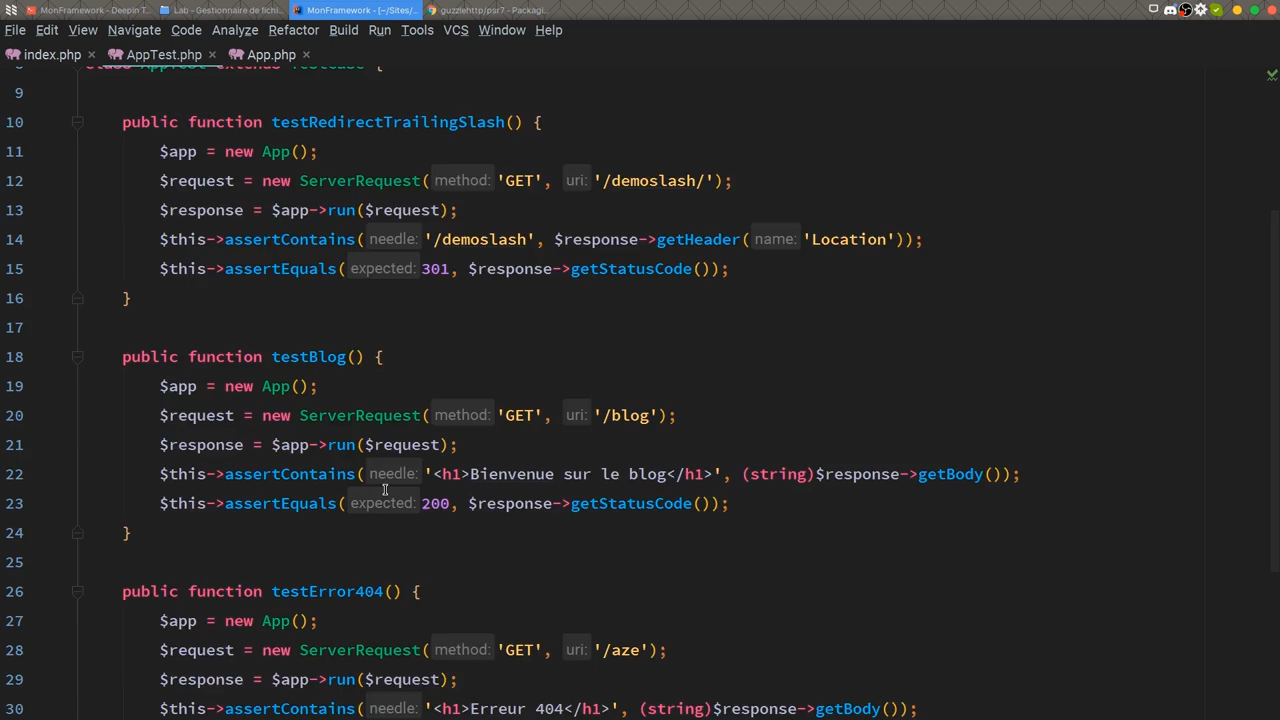 MonFramework - Deepin T...
Lab - Gestionnaire de fichi...
MonFramework - [~/Sites/...
guzzlehttp/psr7 - Packagi...
File Edit View Navigate Code Analyze Refactor Build Run Tools VCS Window Help
index.php × AppTest.php × App.php ×
9
10 public function testRedirectTrailingSlash() {
11 $app = new App();
12 $request = new ServerRequest( method: 'GET', uri: '/demoslash/');
13 $response = $app->run($request);
14 $this->assertContains( needle: '/demoslash', $response->getHeader( name: 'Location'));
15 $this->assertEquals( expected: 301, $response->getStatusCode());
16 }
17
18 public function testBlog() {
19 $app = new App();
20 $request = new ServerRequest( method: 'GET', uri: '/blog');
21 $response = $app->run($request);
22 $this->assertContains( needle: '<h1>Bienvenue sur le blog</h1>', (string)$response->getBody());
23 $this->assertEquals( expected: 200, $response->getStatusCode());
24 }
25
26 public function testError404() {
27 $app = new App();
28 $request = new ServerRequest( method: 'GET', uri: '/aze');
29 $response = $app->run($request);
30 $this->assertContains( needle: '<h1>Erreur 404</h1>', (string)$response->getBody());